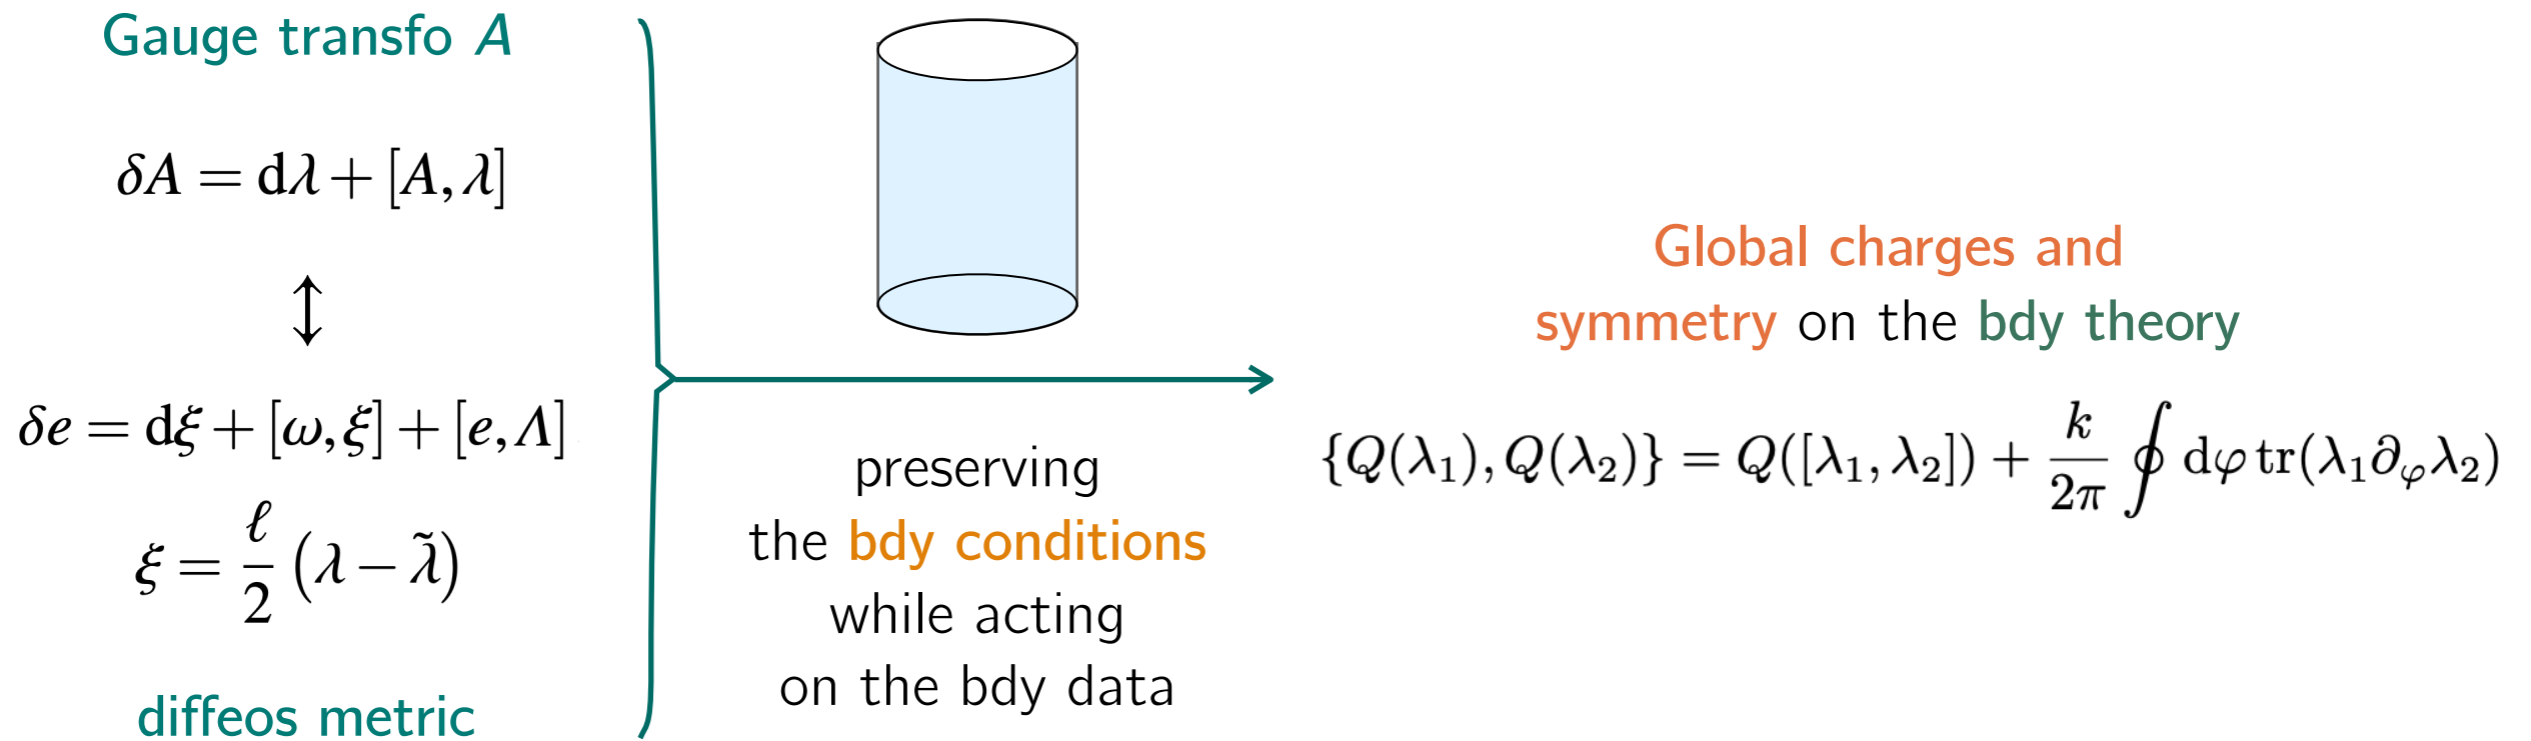 Gauge transfo A
δA = dλ + [A, λ]
↕
δe = dξ + [ω, ξ] + [e, Λ]
ξ = ℓ/2 (λ − λ̃)
diffeos metric
preserving
the bdy conditions
while acting
on the bdy data
Global charges and
symmetry on the bdy theory
{Q(λ₁), Q(λ₂)} = Q([λ₁, λ₂]) + k/2π ∮ dφ tr(λ₁∂_φλ₂)